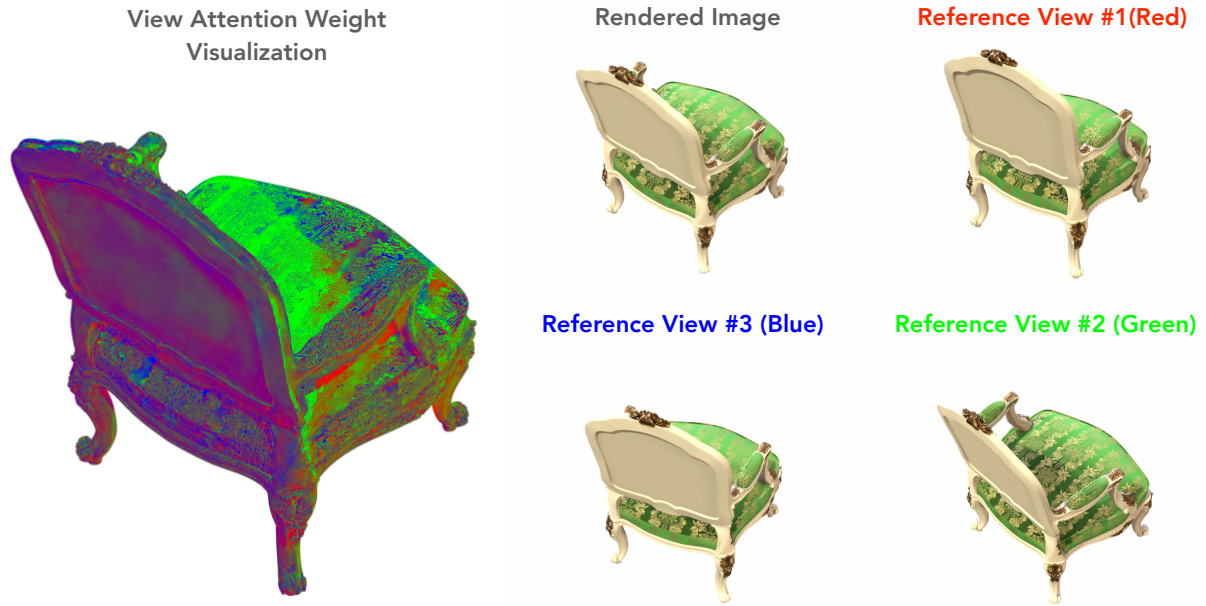 View Attention Weight
Visualization
Rendered Image
Reference View #1(Red)
Reference View #3 (Blue)
Reference View #2 (Green)